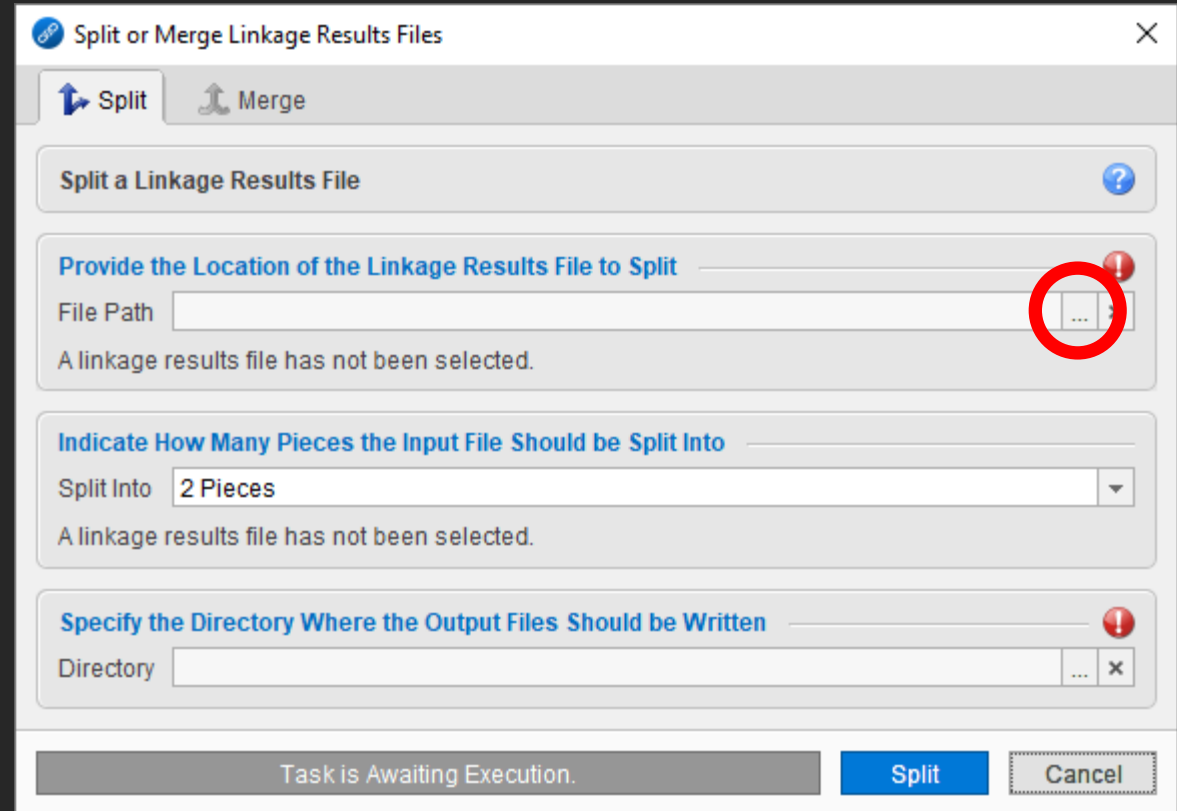 Split or Merge Linkage Results Files
Split Merge
Split a Linkage Results File
Provide the Location of the Linkage Results File to Split
File Path ...
A linkage results file has not been selected.
Indicate How Many Pieces the Input File Should be Split Into
Split Into 2 Pieces
A linkage results file has not been selected.
Specify the Directory Where the Output Files Should be Written
Directory ...
Task is Awaiting Execution. Split Cancel